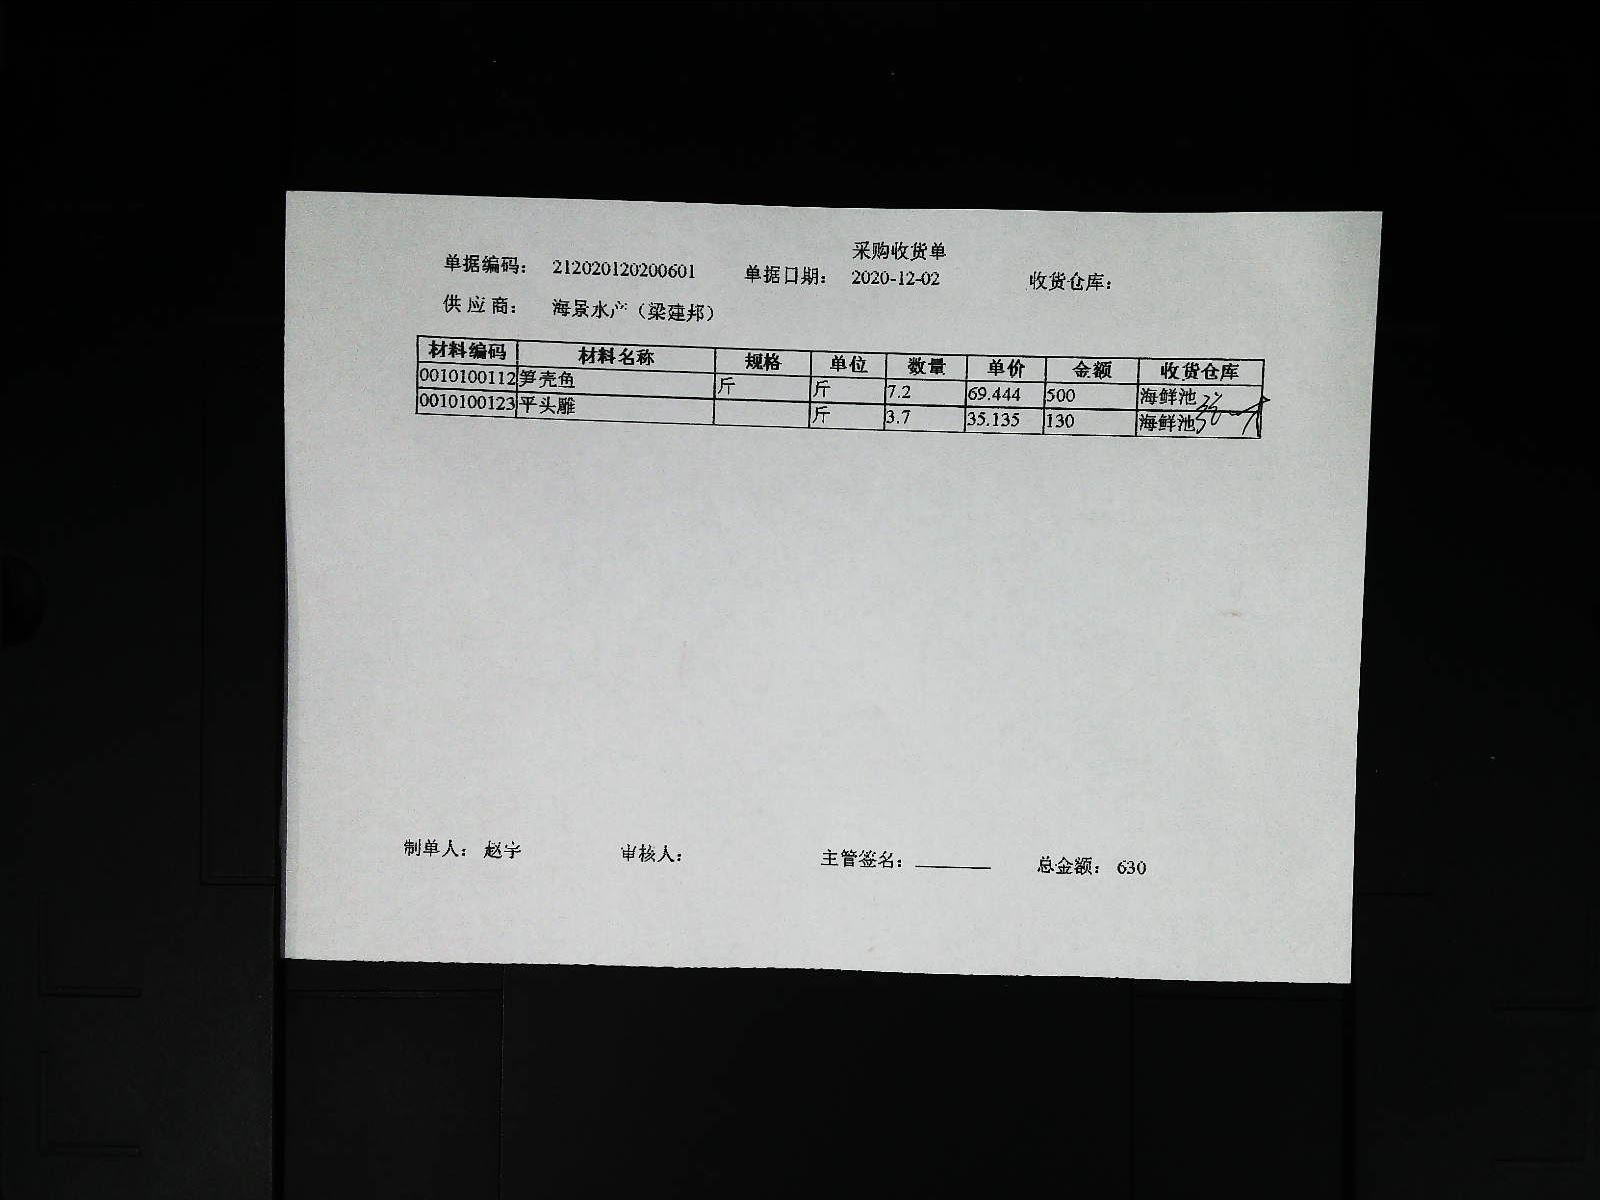 采购收货单
单据编码: 212020120200601 单据日期: 2020-12-02 收货仓库:
供应商: 海景水产（梁建邦）
材料编码 材料名称 规格 单位 数量 单价 金额 收货仓库
0010100112 笋壳鱼 斤 斤 7.2 69.444 500 海鲜池
0010100123 平头雕 斤 3.7 35.135 130 海鲜池
制单人: 赵宇 审核人: 主管签名: 总金额: 630